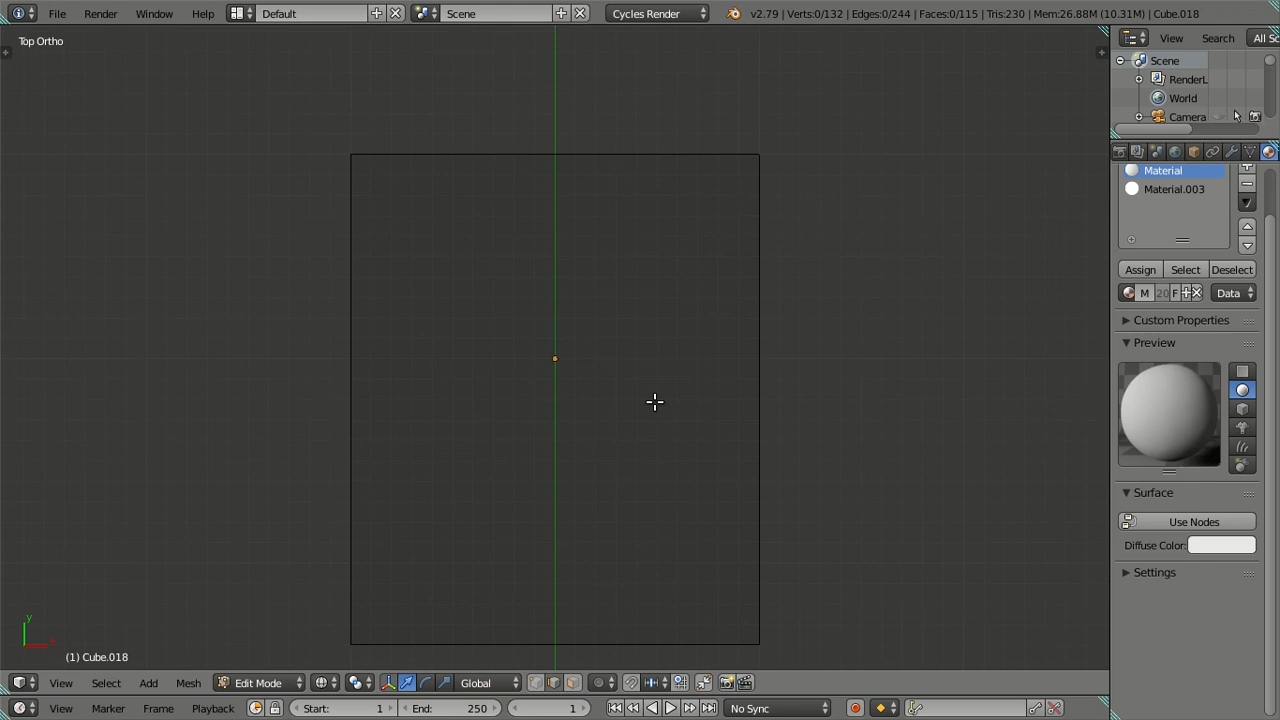 File Render Window Help Default Scene Cycles Render v2.79 | Verts:0/132 | Edges:0/244 | Faces:0/115 | Tris:230 | Mem:26.88M (10.31M) | Cube.018
Top Ortho
View Search All Sc
Scene
RenderL
World
Camera
Material
Material.003
Assign Select Deselect
M 20 F Data
Custom Properties
Preview
Surface
Use Nodes
Diffuse Color:
Settings
y
x
(1) Cube.018
View Select Add Mesh Edit Mode Global
View Marker Frame Playback Start: 1 End: 250 1 No Sync